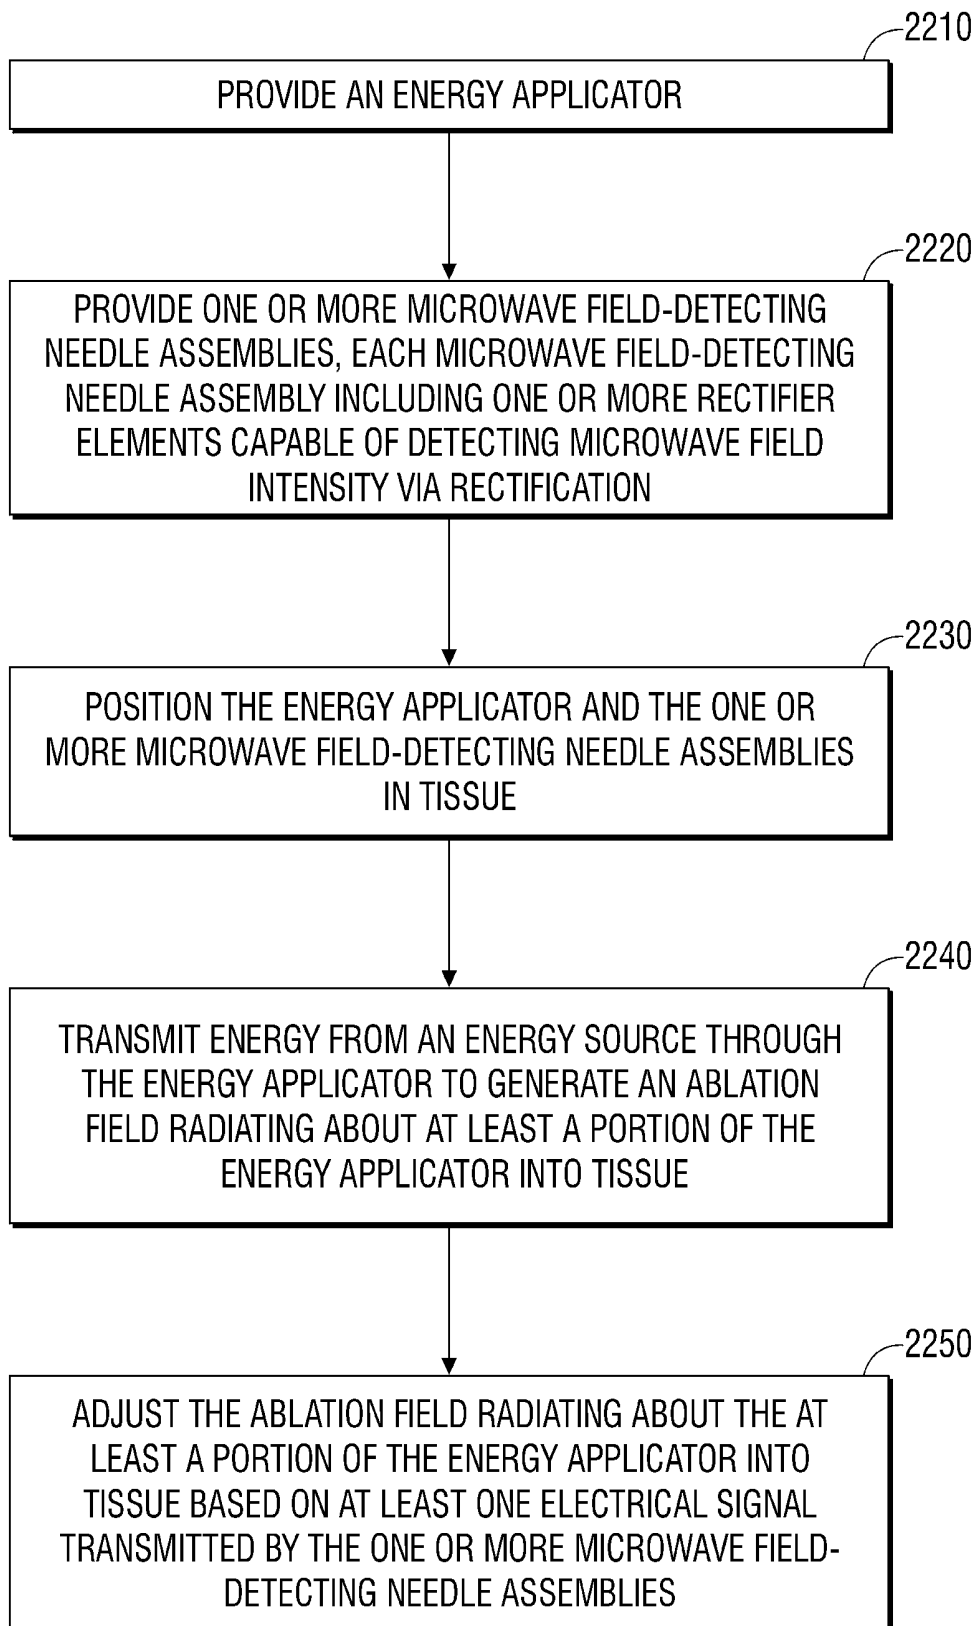 2210
PROVIDE AN ENERGY APPLICATOR
2220
PROVIDE ONE OR MORE MICROWAVE FIELD-DETECTING
NEEDLE ASSEMBLIES, EACH MICROWAVE FIELD-DETECTING
NEEDLE ASSEMBLY INCLUDING ONE OR MORE RECTIFIER
ELEMENTS CAPABLE OF DETECTING MICROWAVE FIELD
INTENSITY VIA RECTIFICATION
2230
POSITION THE ENERGY APPLICATOR AND THE ONE OR
MORE MICROWAVE FIELD-DETECTING NEEDLE ASSEMBLIES
IN TISSUE
2240
TRANSMIT ENERGY FROM AN ENERGY SOURCE THROUGH
THE ENERGY APPLICATOR TO GENERATE AN ABLATION
FIELD RADIATING ABOUT AT LEAST A PORTION OF THE
ENERGY APPLICATOR INTO TISSUE
2250
ADJUST THE ABLATION FIELD RADIATING ABOUT THE AT
LEAST A PORTION OF THE ENERGY APPLICATOR INTO
TISSUE BASED ON AT LEAST ONE ELECTRICAL SIGNAL
TRANSMITTED BY THE ONE OR MORE MICROWAVE FIELD-
DETECTING NEEDLE ASSEMBLIES